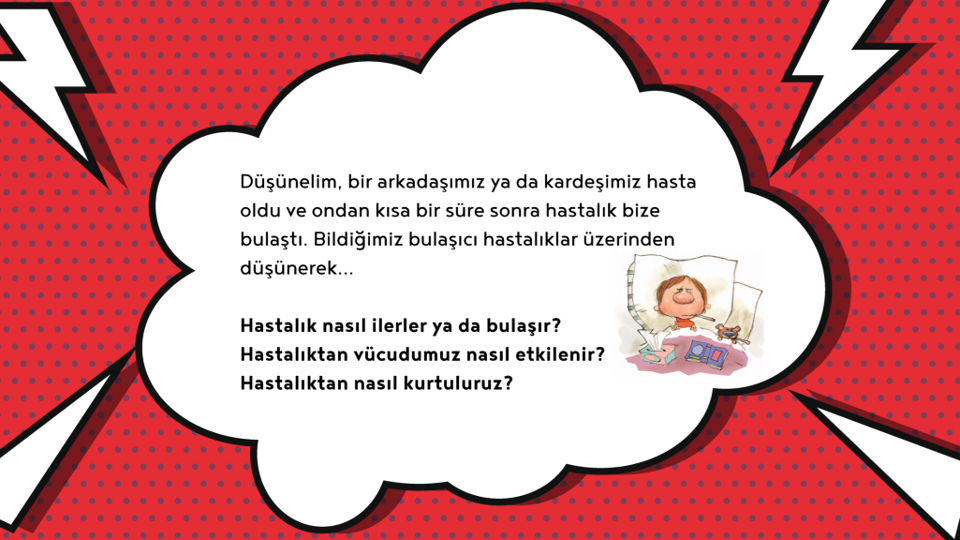 Düşünelim, bir arkadaşımız ya da kardeşimiz hasta
oldu ve ondan kısa bir süre sonra hastalık bize
bulaştı. Bildiğimiz bulaşıcı hastalıklar üzerinden
düşünerek...
Hastalık nasıl ilerler ya da bulaşır?
Hastalıktan vücudumuz nasıl etkilenir?
Hastalıktan nasıl kurtuluruz?